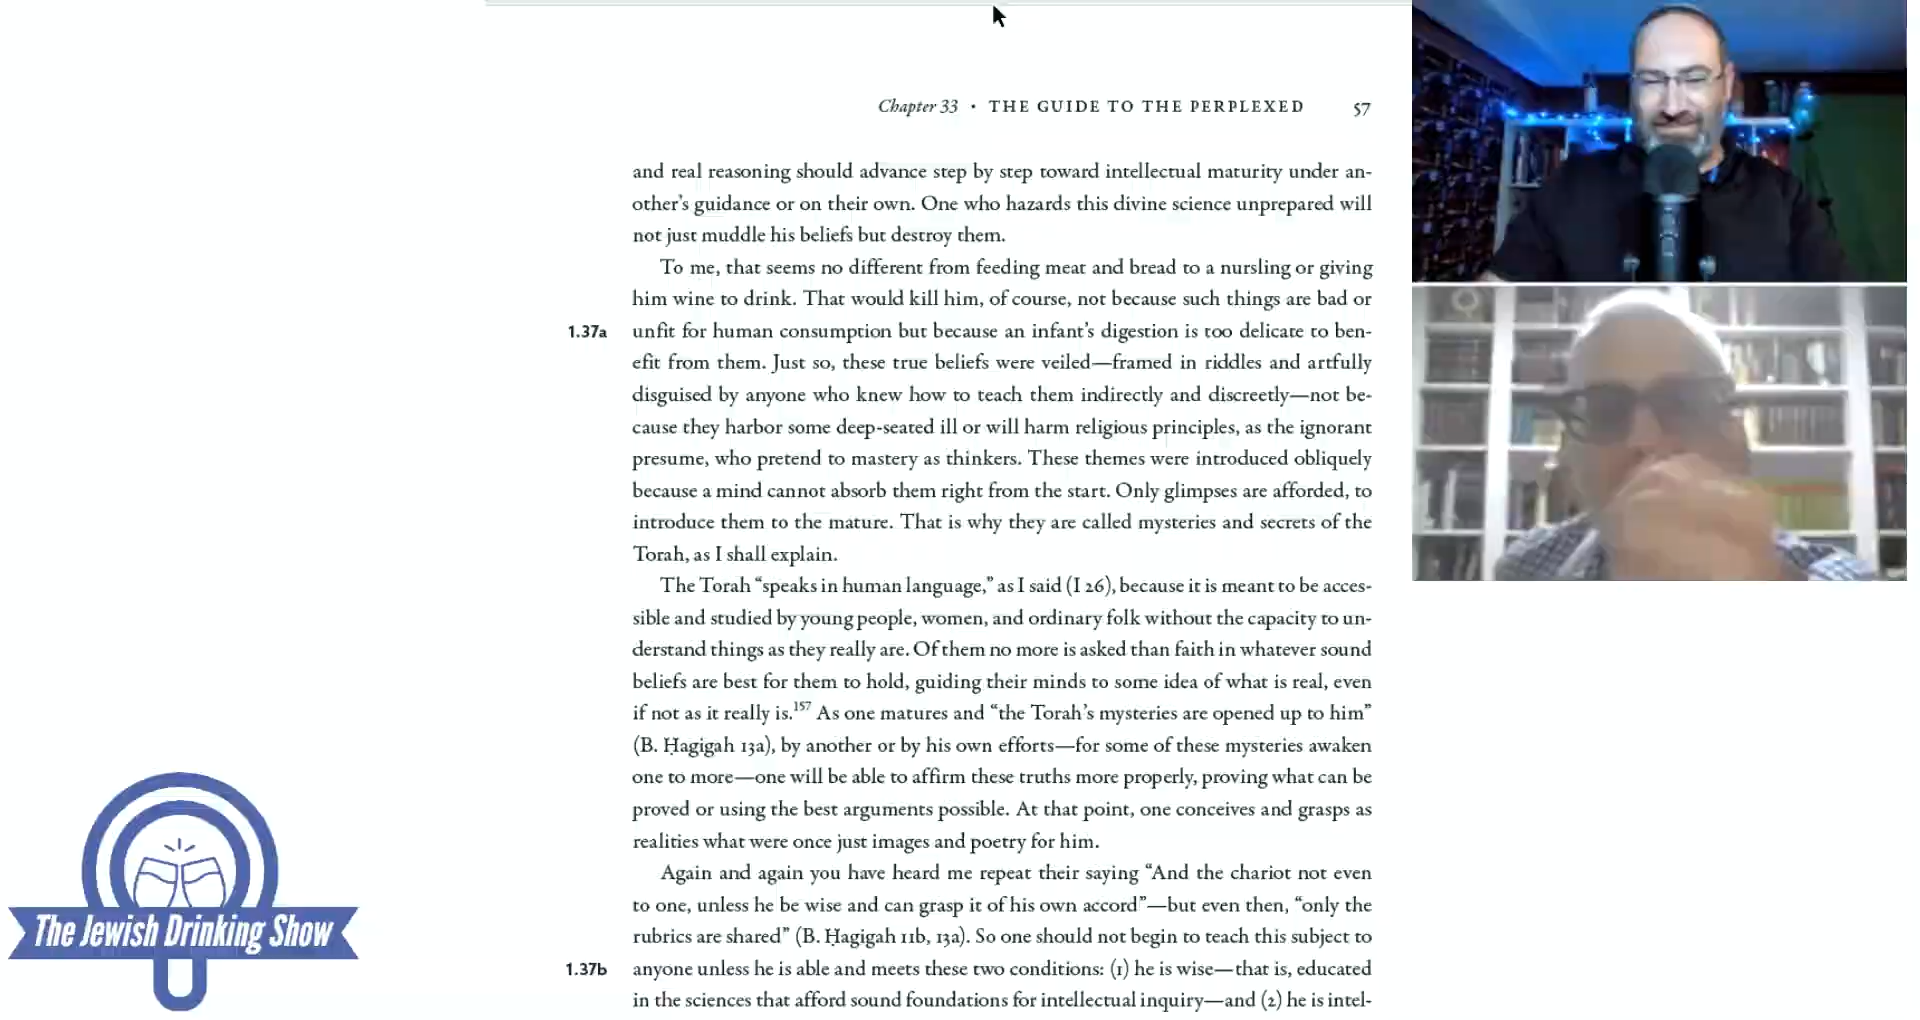 Chapter 33 • THE GUIDE TO THE PERPLEXED 57
and real reasoning should advance step by step toward intellectual maturity under an-
other’s guidance or on their own. One who hazards this divine science unprepared will
not just muddle his beliefs but destroy them.
To me, that seems no different from feeding meat and bread to a nursling or giving
him wine to drink. That would kill him, of course, not because such things are bad or
1.37a unfit for human consumption but because an infant’s digestion is too delicate to ben-
efit from them. Just so, these true beliefs were veiled—framed in riddles and artfully
disguised by anyone who knew how to teach them indirectly and discreetly—not be-
cause they harbor some deep-seated ill or will harm religious principles, as the ignorant
presume, who pretend to mastery as thinkers. These themes were introduced obliquely
because a mind cannot absorb them right from the start. Only glimpses are afforded, to
introduce them to the mature. That is why they are called mysteries and secrets of the
Torah, as I shall explain.
The Torah “speaks in human language,” as I said (I 26), because it is meant to be acces-
sible and studied by young people, women, and ordinary folk without the capacity to un-
derstand things as they really are. Of them no more is asked than faith in whatever sound
beliefs are best for them to hold, guiding their minds to some idea of what is real, even
if not as it really is.157 As one matures and “the Torah’s mysteries are opened up to him”
(B. Ḥagigah 13a), by another or by his own efforts—for some of these mysteries awaken
one to more—one will be able to affirm these truths more properly, proving what can be
proved or using the best arguments possible. At that point, one conceives and grasps as
realities what were once just images and poetry for him.
Again and again you have heard me repeat their saying “And the chariot not even
to one, unless he be wise and can grasp it of his own accord”—but even then, “only the
rubrics are shared” (B. Ḥagigah 11b, 13a). So one should not begin to teach this subject to
1.37b anyone unless he is able and meets these two conditions: (1) he is wise—that is, educated
in the sciences that afford sound foundations for intellectual inquiry—and (2) he is intel-
The Jewish Drinking Show